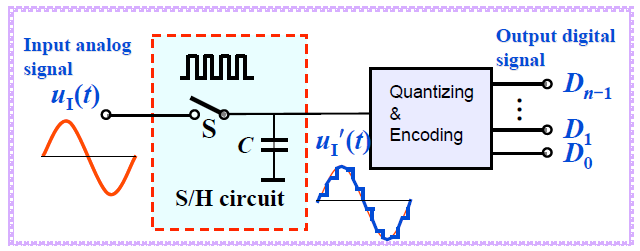 Input analog
signal
uI(t)
S
C
S/H circuit
uI'(t)
Quantizing
&
Encoding
Output digital
signal
Dn−1
⋮
D1
D0